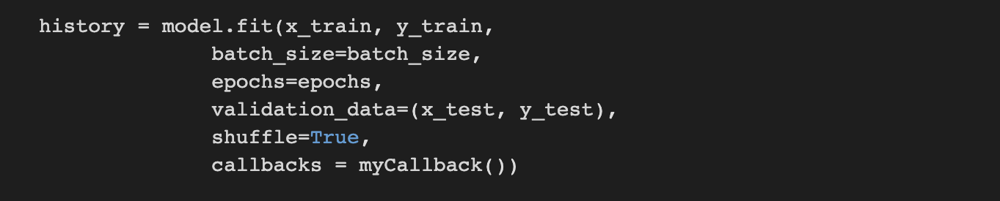 history = model.fit(x_train, y_train,
batch_size=batch_size,
epochs=epochs,
validation_data=(x_test, y_test),
shuffle=True,
callbacks = myCallback())